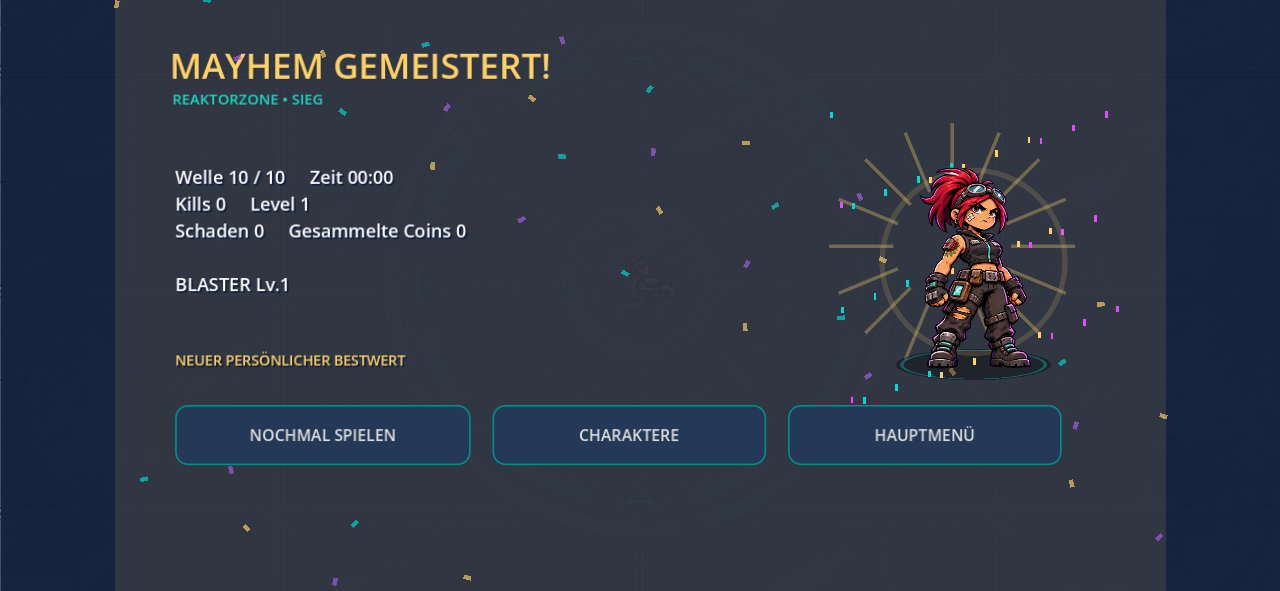 MAYHEM GEMEISTERT!
REAKTORZONE • SIEG
Welle 10 / 10 Zeit 00:00
Kills 0 Level 1
Schaden 0 Gesammelte Coins 0
BLASTER Lv.1
NEUER PERSÖNLICHER BESTWERT
NOCHMAL SPIELEN CHARAKTERE HAUPTMENÜ